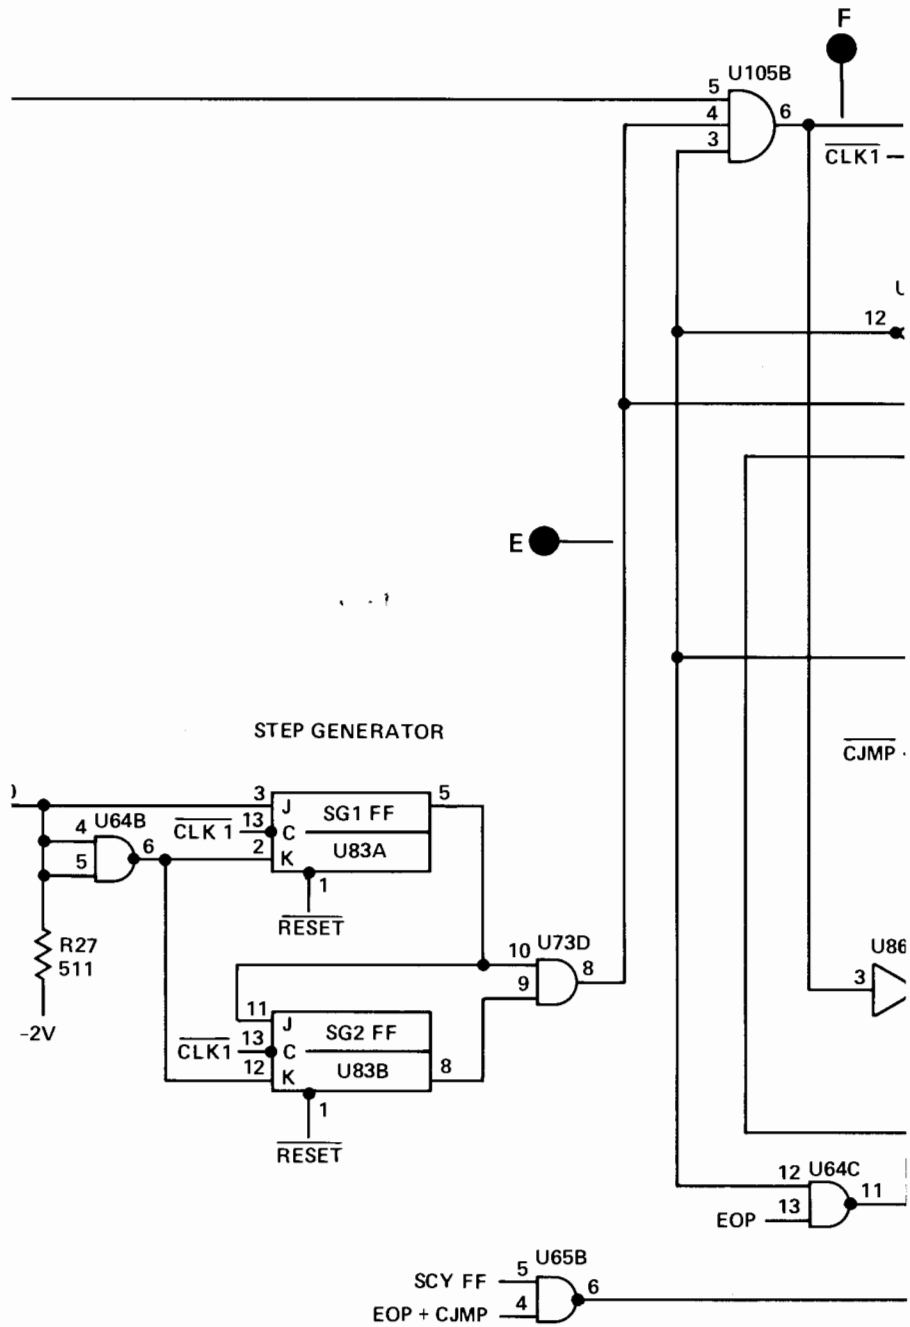 F
U105B
5
4
6
3
CLK1
U
12
E
STEP GENERATOR
CJMP
3
J
5
SG1 FF
U64B
4
CLK 1
13
C
6
2
K
U83A
5
1
RESET
R27
511
-2V
10
U73D
8
9
U86
3
11
J
SG2 FF
CLK1
13
C
12
K
U83B
8
1
RESET
12
U64C
11
EOP
13
U65B
SCY FF
5
6
EOP + CJMP
4